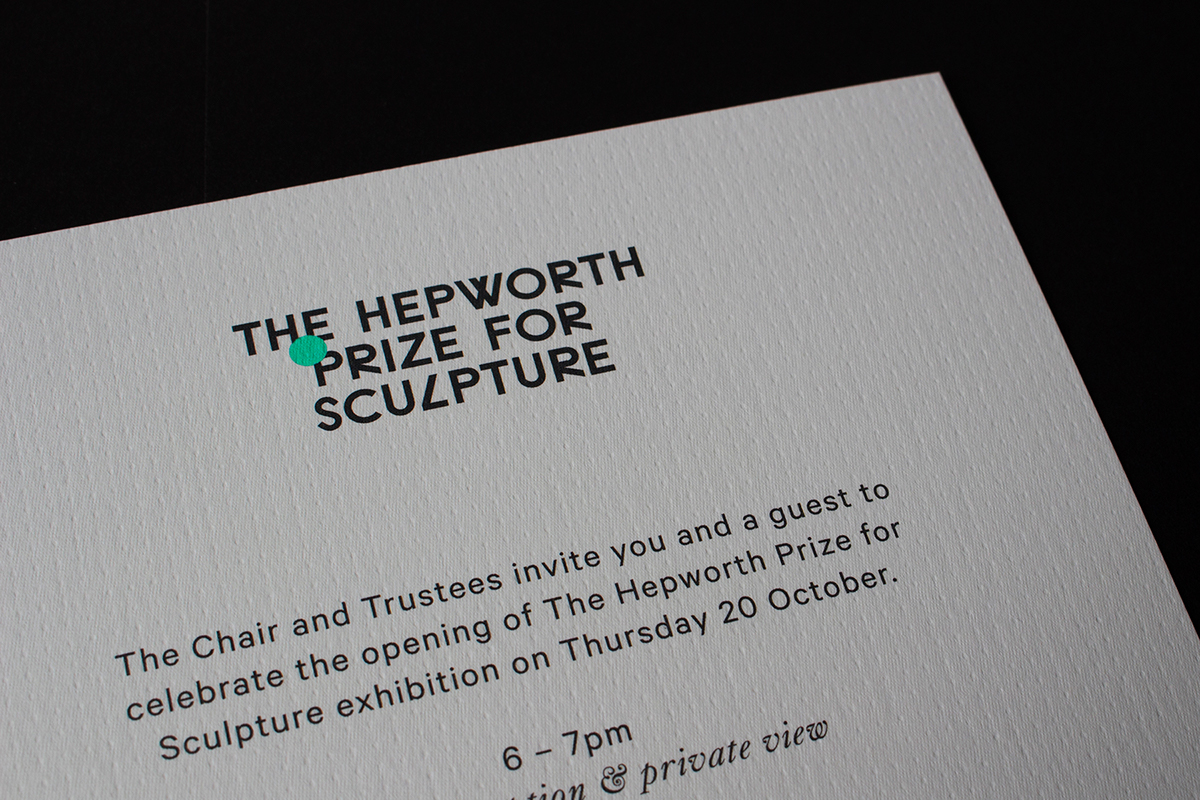 THE HEPWORTH
PRIZE FOR
SCULPTURE
The Chair and Trustees invite you and a guest to
celebrate the opening of The Hepworth Prize for
Sculpture exhibition on Thursday 20 October.
6 – 7pm
& private view